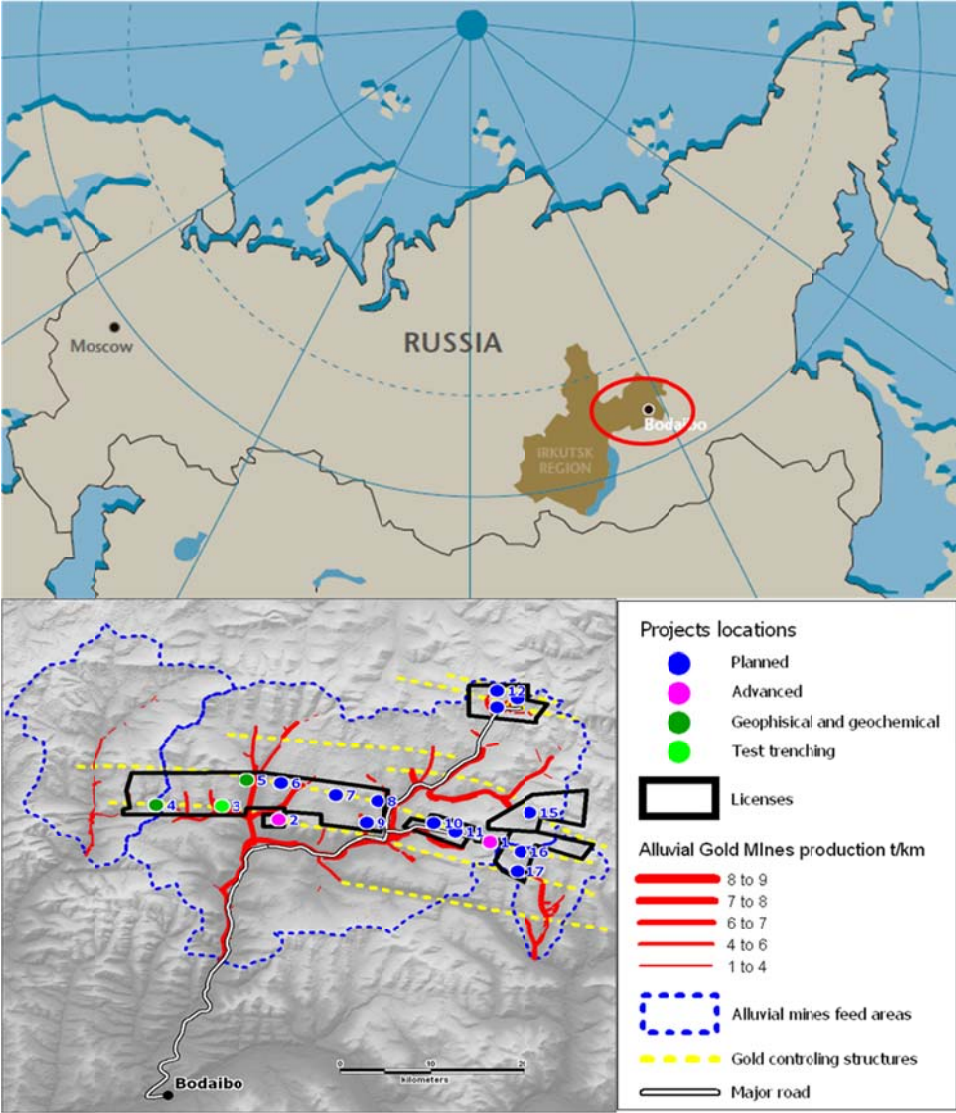 Moscow
RUSSIA
Bodaibo
IRKUTSK
REGION
12
5
6
7
8
4
3
2
9
10
11
1
15
16
17
0 10 20
kilometers
Bodaibo
Projects locations
Planned
Advanced
Geophisical and geochemical
Test trenching
Licenses
Alluvial Gold MInes production t/km
8 to 9
7 to 8
6 to 7
4 to 6
1 to 4
Alluvial mines feed areas
Gold controling structures
Major road